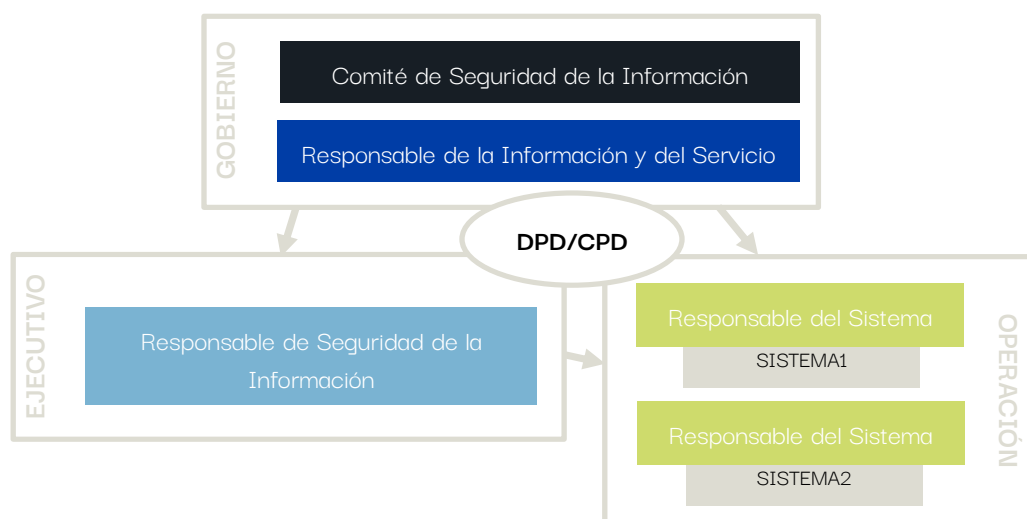 GOBIERNO
Comité de Seguridad de la Información
Responsable de la Información y del Servicio
DPD/CPD
EJECUTIVO
Responsable de Seguridad de la
Información
OPERACIÓN
Responsable del Sistema
SISTEMA1
Responsable del Sistema
SISTEMA2